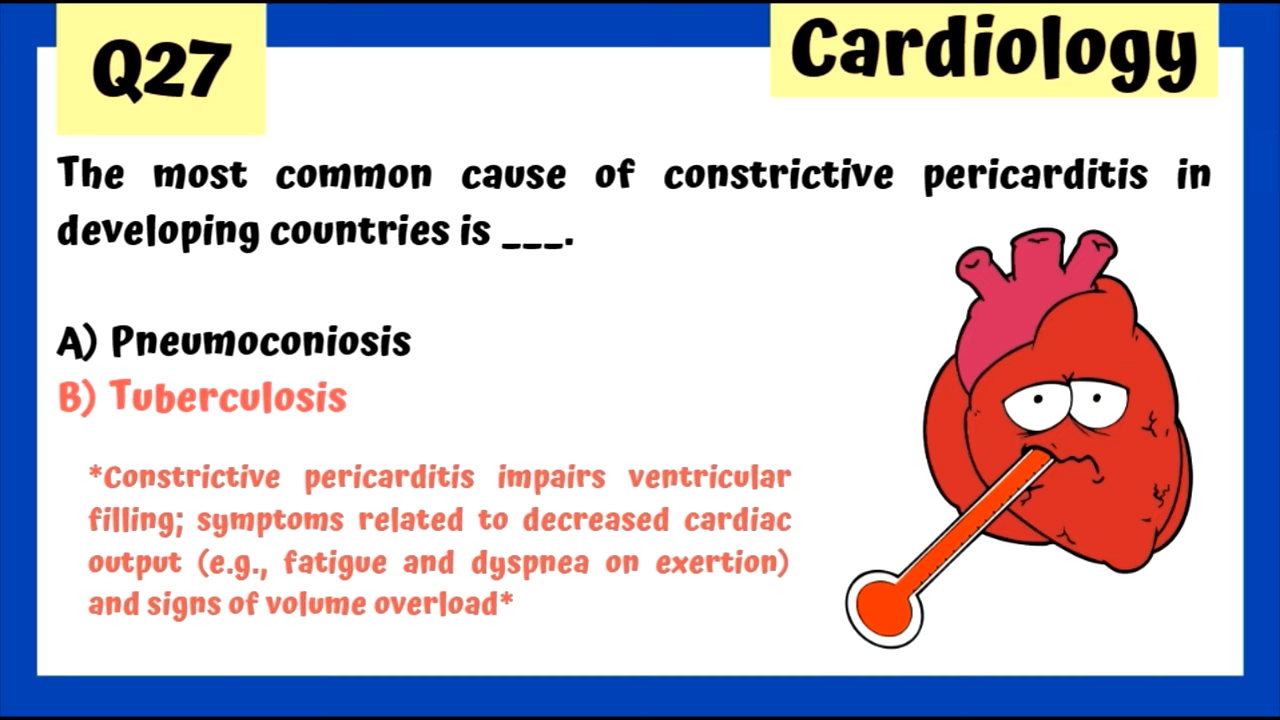 Q27
Cardiology
The most common cause of constrictive pericarditis in
developing countries is ___.
A) Pneumoconiosis
B) Tuberculosis
*Constrictive pericarditis impairs ventricular
filling; symptoms related to decreased cardiac
output (e.g., fatigue and dyspnea on exertion)
and signs of volume overload*